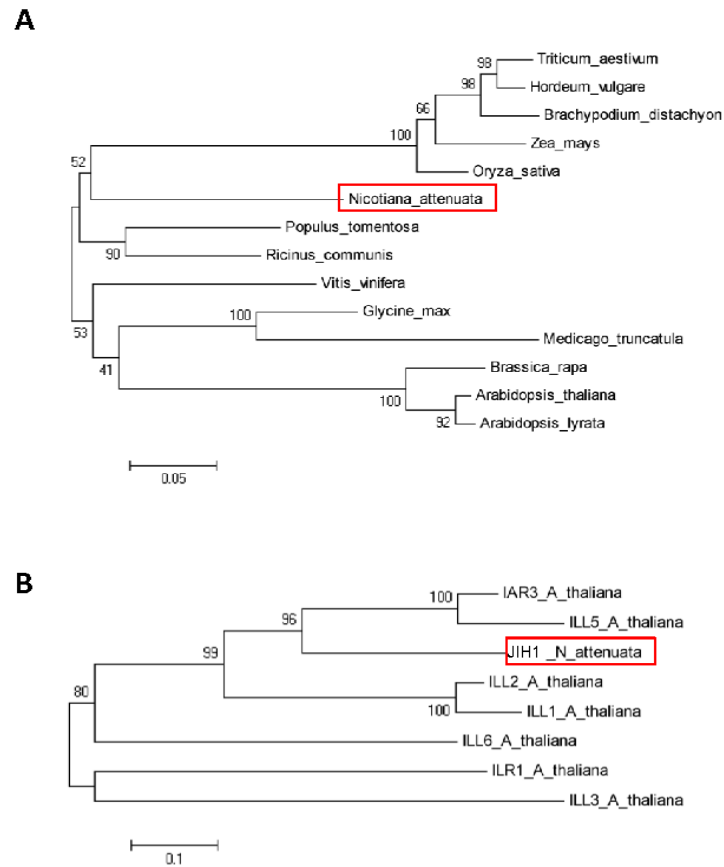 A
Triticum_aestivum
98
Hordeum_vulgare
98
Brachypodium_distachyon
66
Zea_mays
100
Oryza_sativa
52
Nicotiana_attenuata
Populus_tomentosa
90
Ricinus_communis
Vitis_vinifera
Glycine_max
100
Medicago_truncatula
53
41
Brassica_rapa
100
Arabidopsis_thaliana
92
Arabidopsis_lyrata
0.05
B
IAR3_A_thaliana
100
ILL5_A_thaliana
96
JIH1 _N_attenuata
99
ILL2_A_thaliana
80
100
ILL1_A_thaliana
ILL6_A_thaliana
ILR1_A_thaliana
ILL3_A_thaliana
0.1